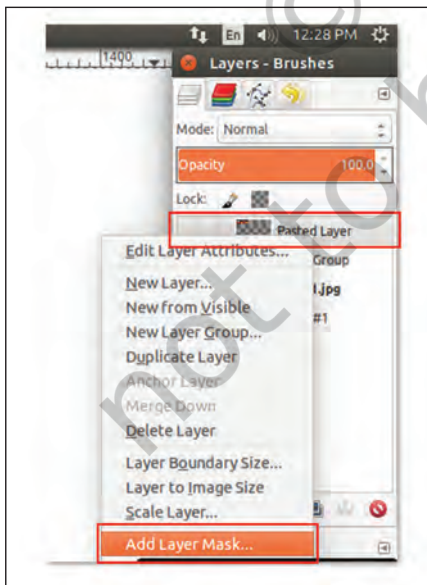 En 12:28 PM
1400
Layers - Brushes
Mode: Normal
Opacity 100.0
Lock:
Pasted Layer
Edit Layer Attributes...
Group
New Layer...
l.jpg
New from Visible
#1
New Layer Group...
Duplicate Layer
Anchor Layer
Merge Down
Delete Layer
Layer Boundary Size...
Layer to Image Size
Scale Layer...
Add Layer Mask...
not to b